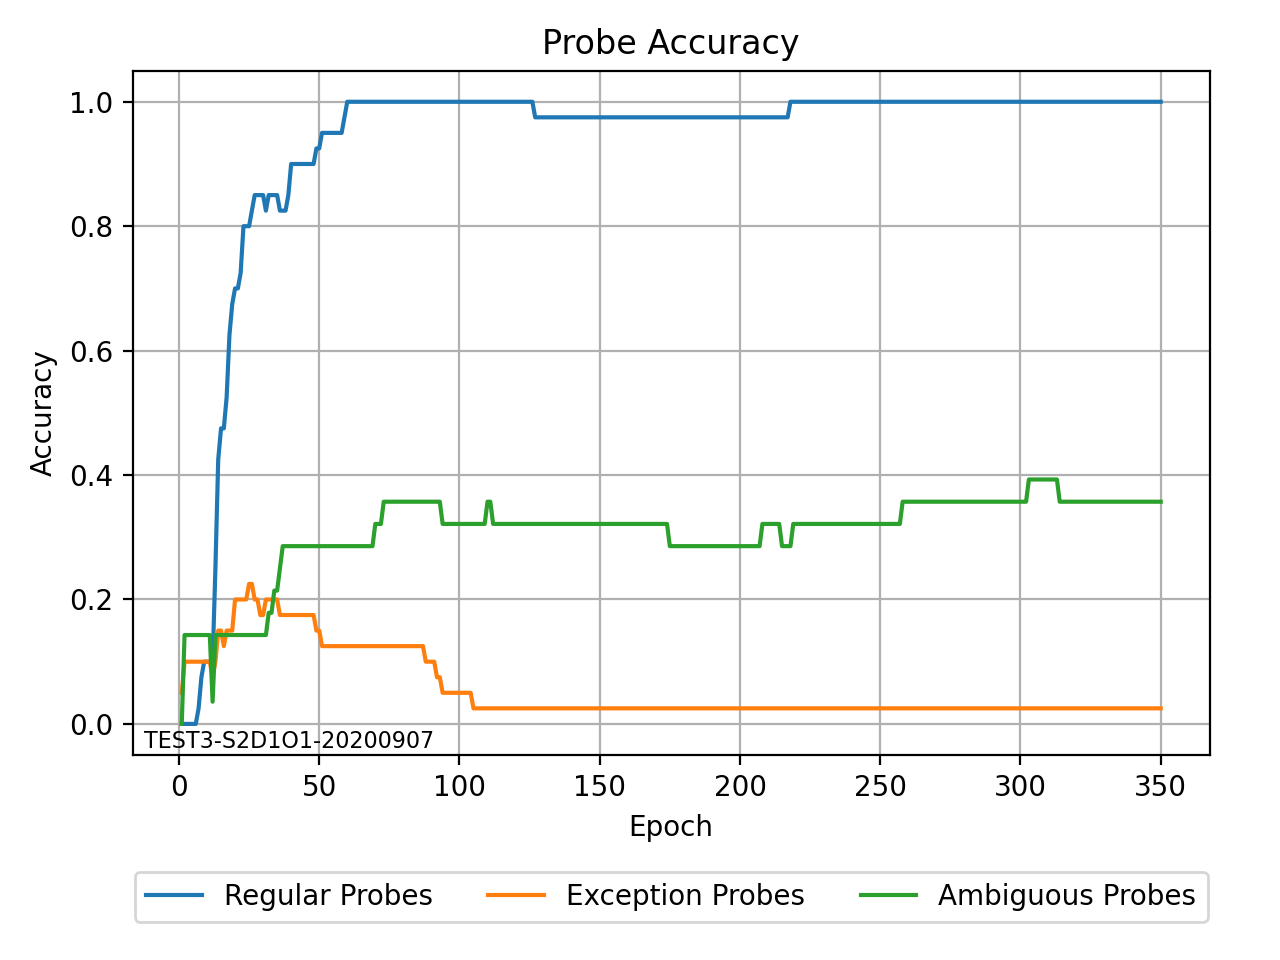 Probe Accuracy
1.0
0.8
0.6
0.4
0.2
0.0
Accuracy
TEST3-S2D1O1-20200907
0 50 100 150 200 250 300 350
Epoch
Regular Probes Exception Probes Ambiguous Probes